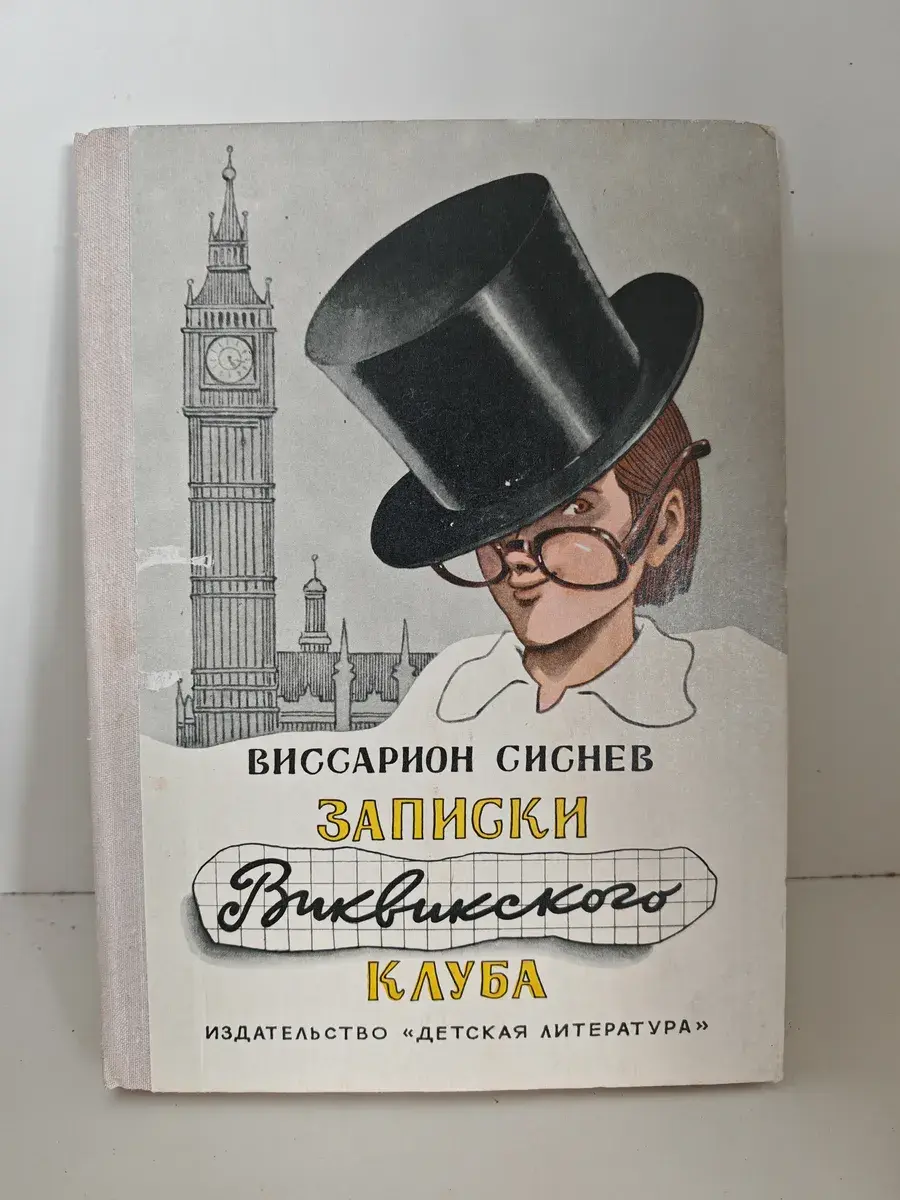 ВИССАРИОН СИСНЕВ
ЗАПИСКИ
Виквикского
КЛУБА
ИЗДАТЕЛЬСТВО «ДЕТСКАЯ ЛИТЕРАТУРА»